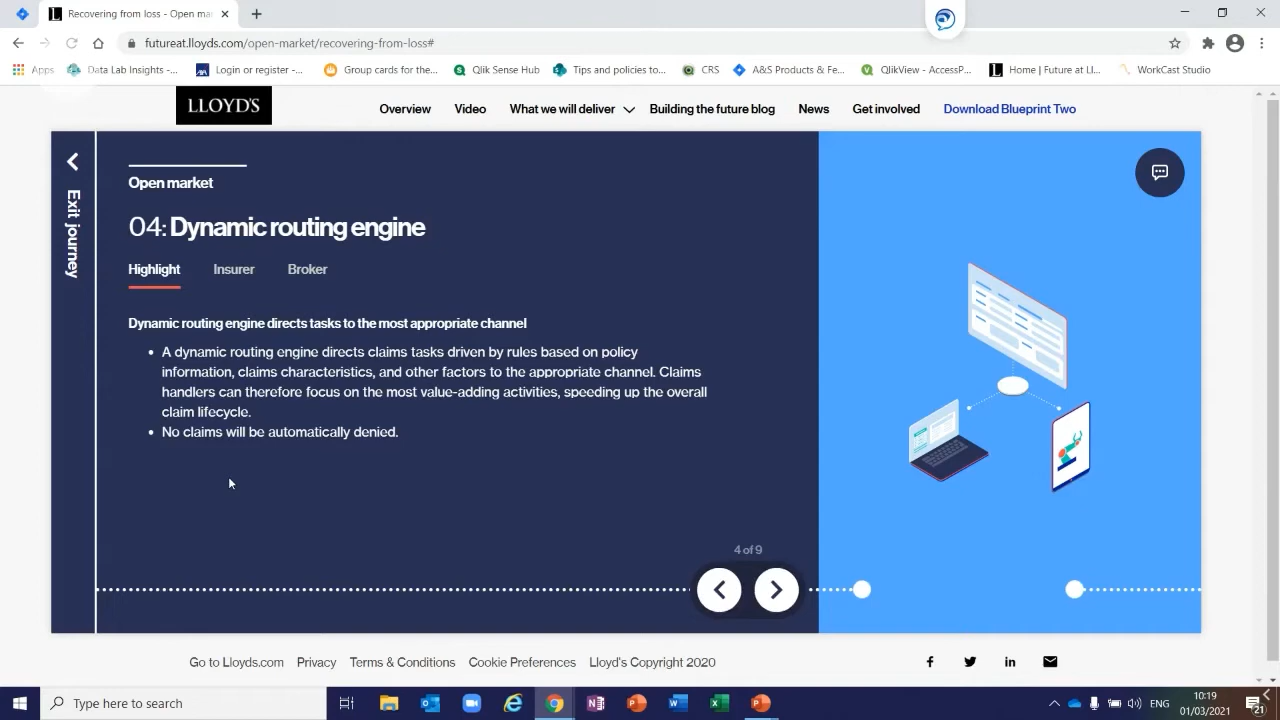 Recovering from loss - Open mar
futureat.lloyds.com/open-market/recovering-from-loss#
Apps
Data Lab Insights -...
Login or register -...
Group cards for the...
Qlik Sense Hub
Tips and policies to...
CRS
A&S Products & Fe...
QlikView - AccessP...
Home | Future at Ll...
WorkCast Studio
LLOYD'S
Overview
Video
What we will deliver
Building the future blog
News
Get involved
Download Blueprint Two
Exit journey
Open market
04: Dynamic routing engine
Highlight
Insurer
Broker
Dynamic routing engine directs tasks to the most appropriate channel
• A dynamic routing engine directs claims tasks driven by rules based on policy
information, claims characteristics, and other factors to the appropriate channel. Claims
handlers can therefore focus on the most value-adding activities, speeding up the overall
claim lifecycle.
• No claims will be automatically denied.
4 of 9
Go to Lloyds.com
Privacy
Terms & Conditions
Cookie Preferences
Lloyd's Copyright 2020
Type here to search
ENG
10:19
01/03/2021
21